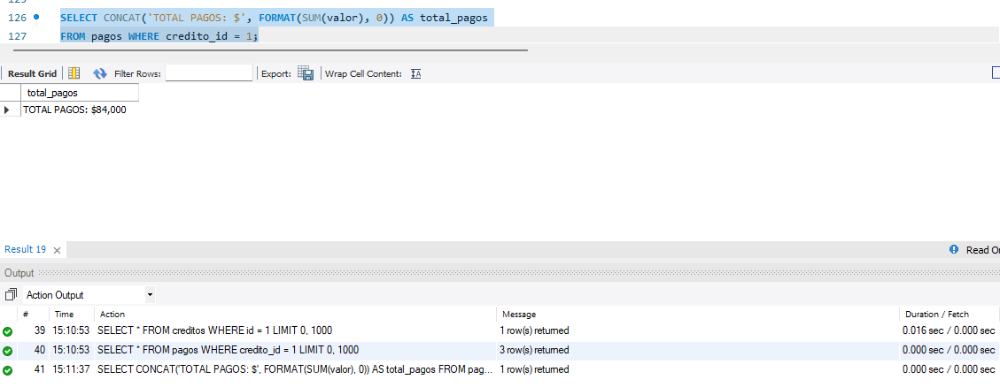 126 SELECT CONCAT('TOTAL PAGOS: $', FORMAT(SUM(valor), 0)) AS total_pagos
127 FROM pagos WHERE credito_id = 1;
Result Grid Filter Rows: Export: Wrap Cell Content:
total_pagos
TOTAL PAGOS: $84,000
Result 19
Output
Action Output
# Time Action Message Duration / Fetch
39 15:10:53 SELECT * FROM creditos WHERE id = 1 LIMIT 0, 1000 1 row(s) returned 0.016 sec / 0.000 sec
40 15:10:53 SELECT * FROM pagos WHERE credito_id = 1 LIMIT 0, 1000 3 row(s) returned 0.000 sec / 0.000 sec
41 15:11:37 SELECT CONCAT('TOTAL PAGOS: $', FORMAT(SUM(valor), 0)) AS total_pagos FROM pag... 1 row(s) returned 0.000 sec / 0.000 sec